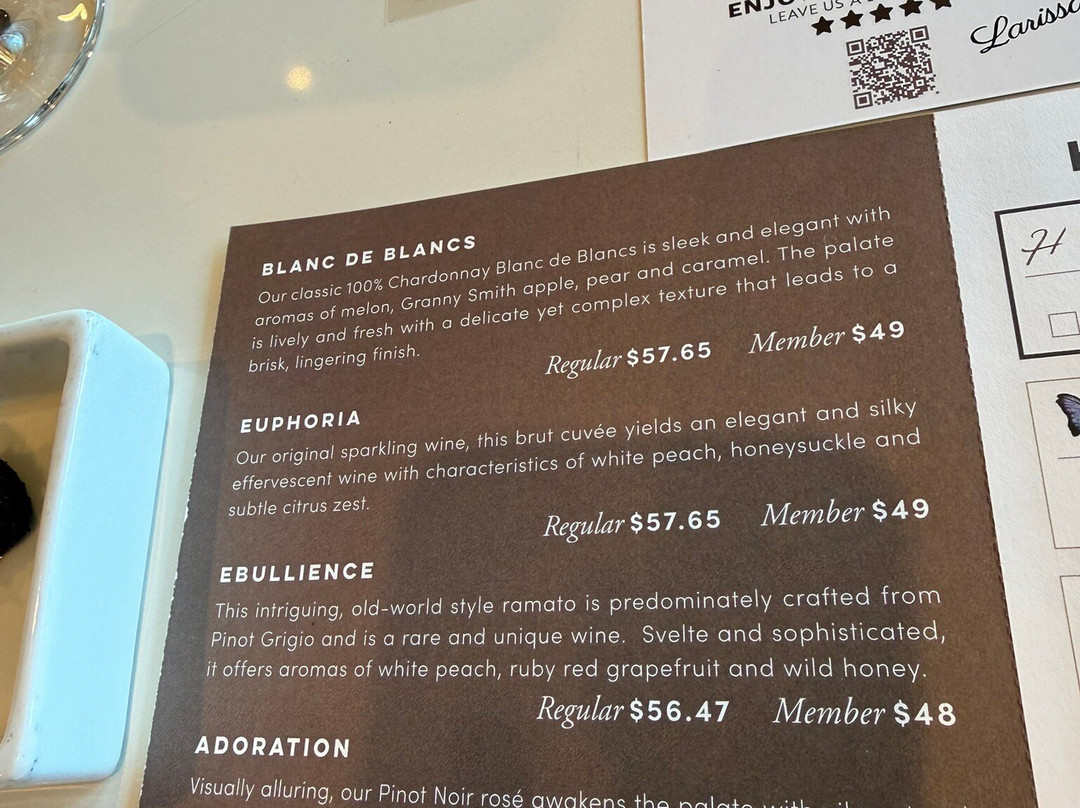 LEAVE US A
BLANC DE BLANCS
Our classic 100% Chardonnay Blanc de Blancs is sleek and elegant with
aromas of melon, Granny Smith apple, pear and caramel. The palate
is lively and fresh with a delicate yet complex texture that leads to a
brisk, lingering finish.
Regular $57.65 Member $49
EUPHORIA
Our original sparkling wine, this brut cuvée yields an elegant and silky
effervescent wine with characteristics of white peach, honeysuckle and
subtle citrus zest.
Regular $57.65 Member $49
EBULLIENCE
This intriguing, old-world style ramato is predominately crafted from
Pinot Grigio and is a rare and unique wine. Svelte and sophisticated,
it offers aromas of white peach, ruby red grapefruit and wild honey.
Regular $56.47 Member $48
ADORATION
Visually alluring, our Pinot Noir rosé awakens the palate with